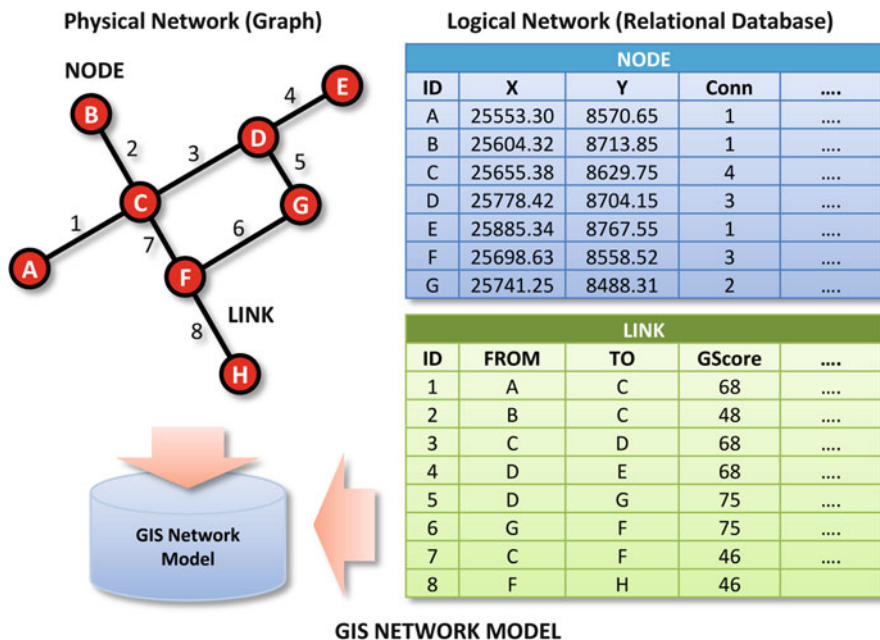 Physical Network (Graph)
NODE
B
2
A
1
C
3
D
4
E
5
G
6
7
F
8
LINK
H
GIS Network
Model
Logical Network (Relational Database)
NODE
ID X Y Conn ....
A 25553.30 8570.65 1 ....
B 25604.32 8713.85 1 ....
C 25655.38 8629.75 4 ....
D 25778.42 8704.15 3 ....
E 25885.34 8767.55 1 ....
F 25698.63 8558.52 3 ....
G 25741.25 8488.31 2 ....
LINK
ID FROM TO GScore ....
1 A C 68 ....
2 B C 48 ....
3 C D 68 ....
4 D E 68 ....
5 D G 75 ....
6 G F 75 ....
7 C F 46 ....
8 F H 46
GIS NETWORK MODEL